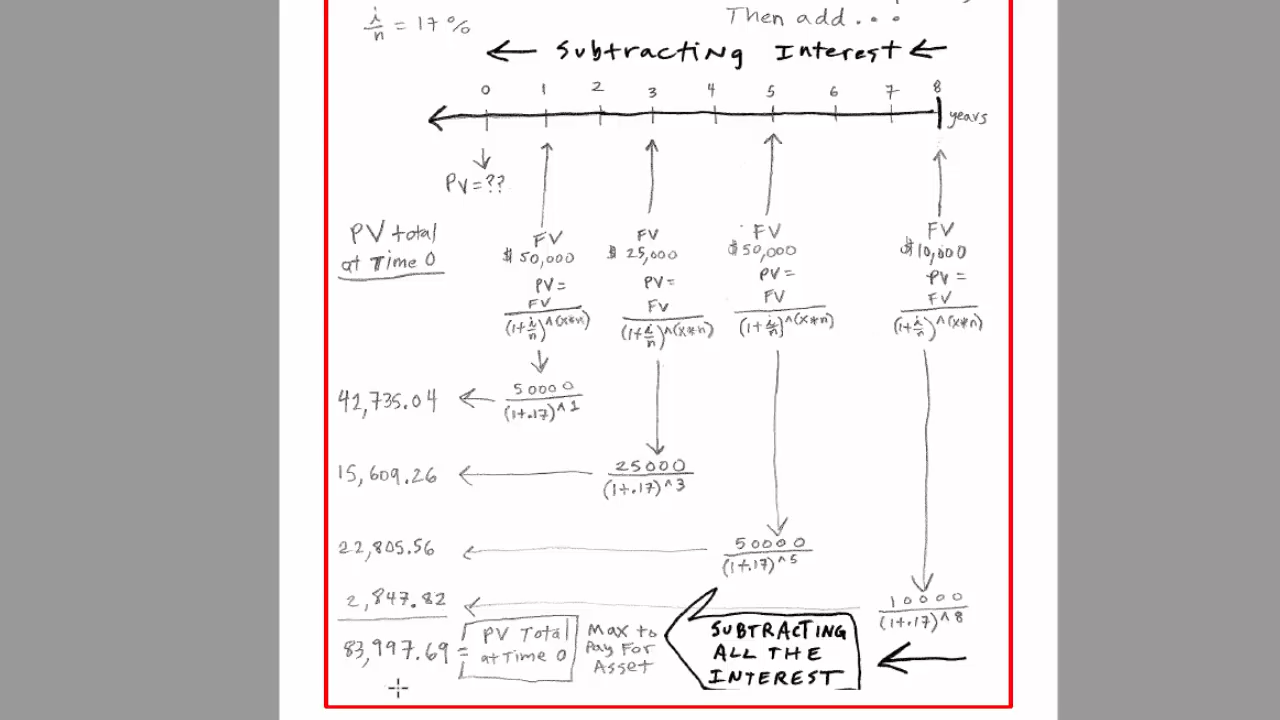 i/n = 17%
Then add...
← Subtracting Interest ←
0 1 2 3 4 5 6 7 8 years
PV=??
PV total
at Time 0
FV
$50,000
PV=
FV
(1+i/n)^(x*n)
FV
$25,000
PV=
FV
(1+i/n)^(x*n)
FV
$50,000
PV=
FV
(1+i/n)^(x*n)
FV
$10,000
PV=
FV
(1+i/n)^(x*n)
42,735.04 ← 50000
(1+.17)^1
15,609.26 ← 25000
(1+.17)^3
22,805.56 ← 50000
(1+.17)^5
2,847.82 ← 10000
(1+.17)^8
83,997.69 = PV Total
at Time 0
Max to
Pay For
Asset
SUBTRACTING
ALL THE
INTEREST